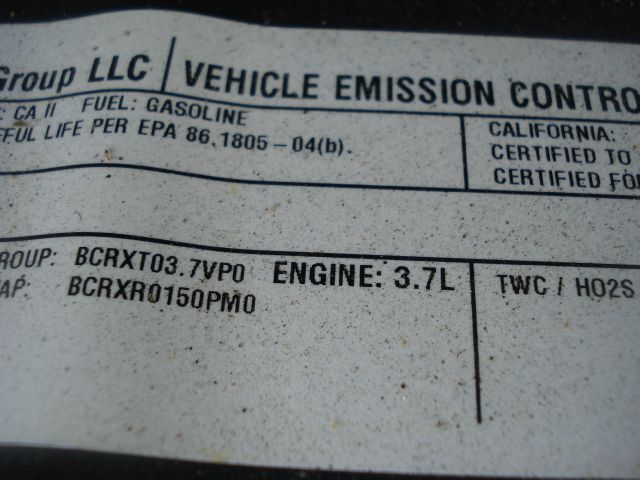 Group LLC | VEHICLE EMISSION CONTRO
: CA II FUEL: GASOLINE
EFUL LIFE PER EPA 86.1805-04(b).
CALIFORNIA:
CERTIFIED TO
CERTIFIED FO
ROUP: BCRXT03.7VP0 ENGINE: 3.7L
AP: BCRXR0150PM0
TWC / HO2S